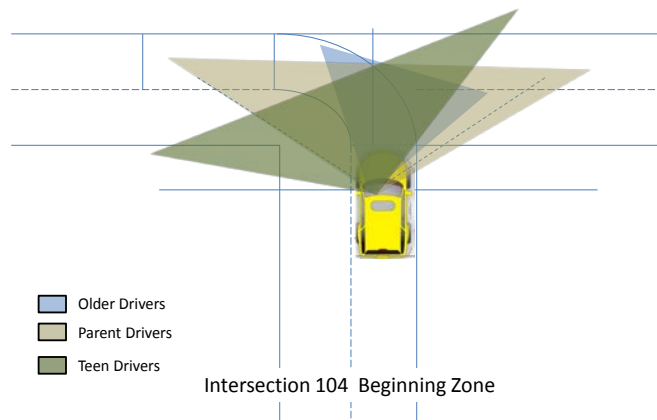 Older Drivers
Parent Drivers
Teen Drivers
Intersection 104  Beginning Zone